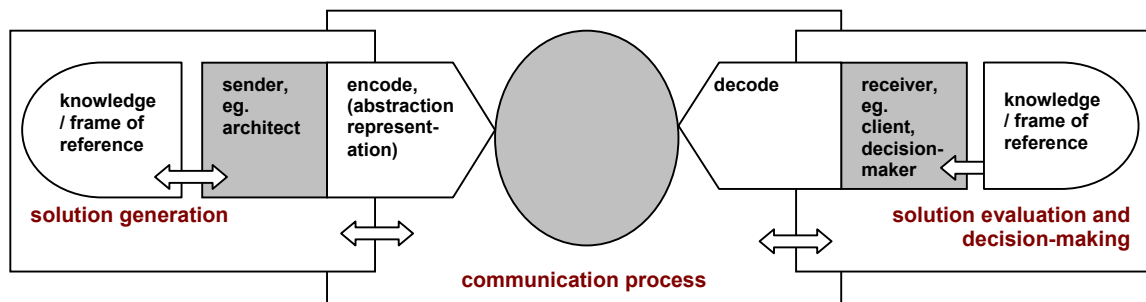 knowledge
/ frame of
reference
sender,
eg.
architect
encode,
(abstraction
represent-
ation)
decode
receiver,
eg.
client,
decision-
maker
knowledge
/ frame of
reference
solution generation
communication process
solution evaluation and
decision-making